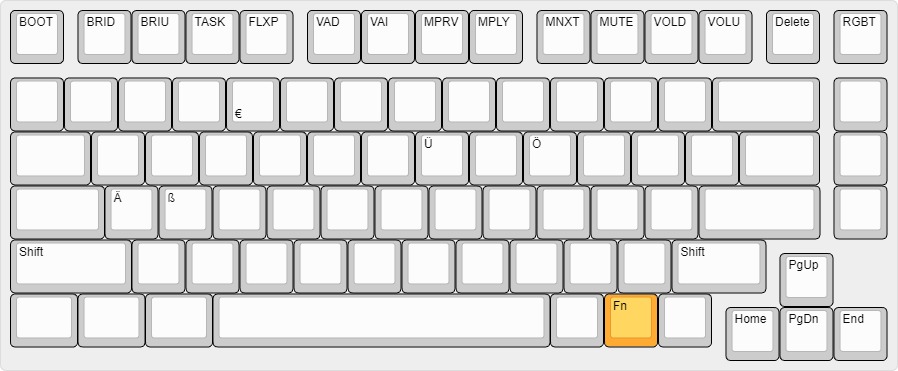 BOOT BRID BRIU TASK FLXP VAD VAI MPRV MPLY MNXT MUTE VOLD VOLU Delete RGBT
€
Ü Ö
Ä ß
Shift Shift
PgUp
Fn
Home PgDn End